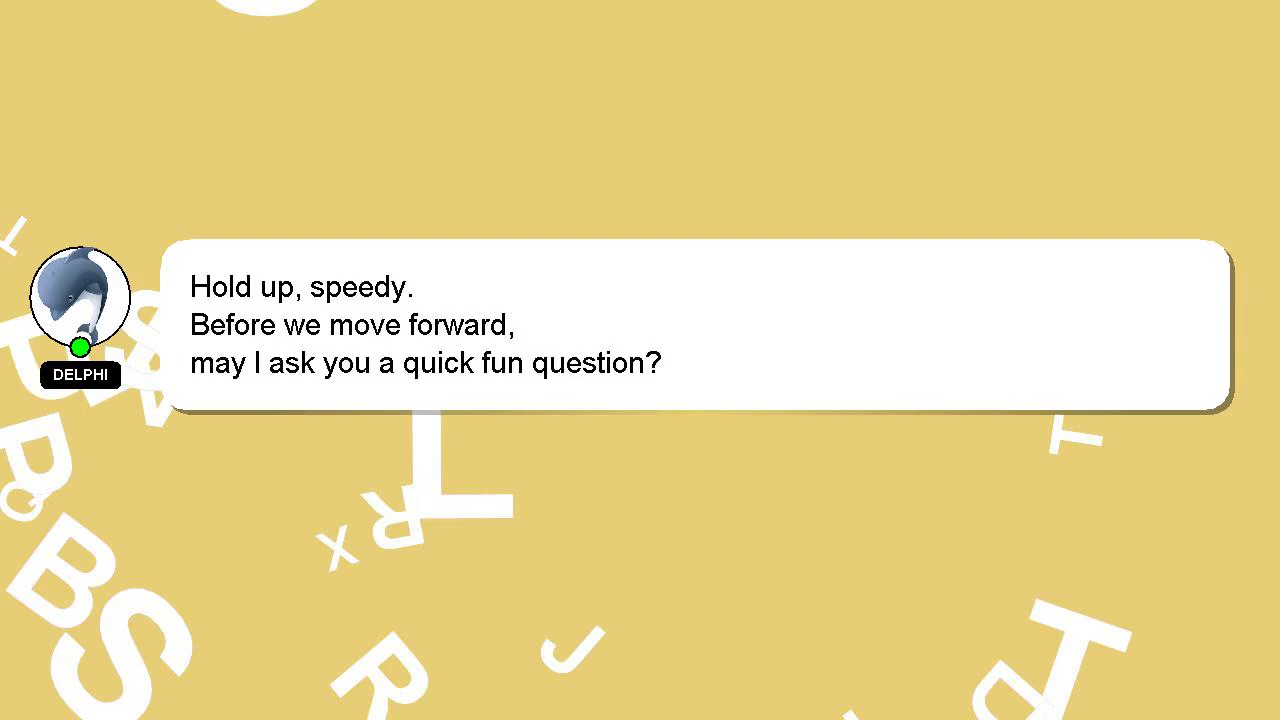 Hold up, speedy.
Before we move forward,
may I ask you a quick fun question?
DELPHI
T
S
B
R
Q
B
S
L
R
X
R
J
T
T
D